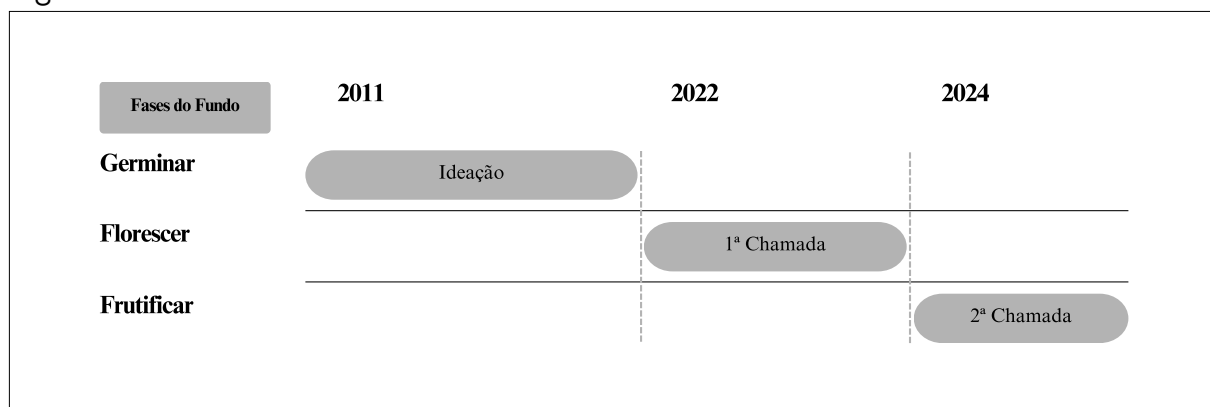 Fases do Fundo
2011
2022
2024
Germinar
Ideação
Florescer
1ª Chamada
Frutificar
2ª Chamada